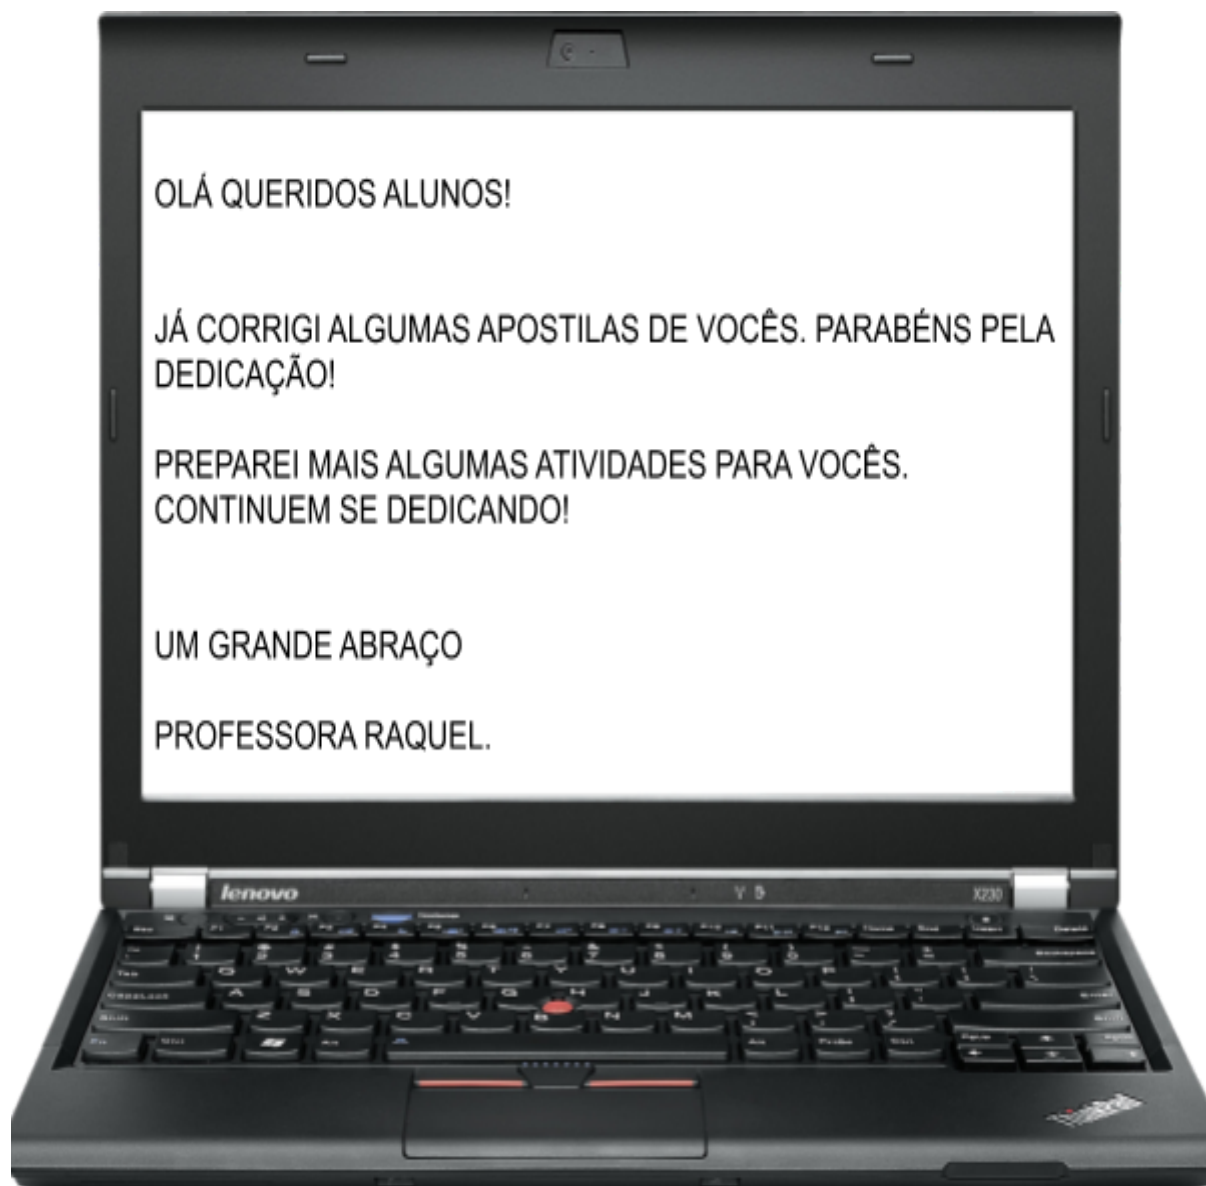 OLÁ QUERIDOS ALUNOS!
JÁ CORRIGI ALGUMAS APOSTILAS DE VOCÊS. PARABÉNS PELA
DEDICAÇÃO!
PREPAREI MAIS ALGUMAS ATIVIDADES PARA VOCÊS.
CONTINUEM SE DEDICANDO!
UM GRANDE ABRAÇO
PROFESSORA RAQUEL.
lenovo
X230
Q W E R T Y U I O P
A S D F G H J K L
Z X C V B N M
ThinkPad